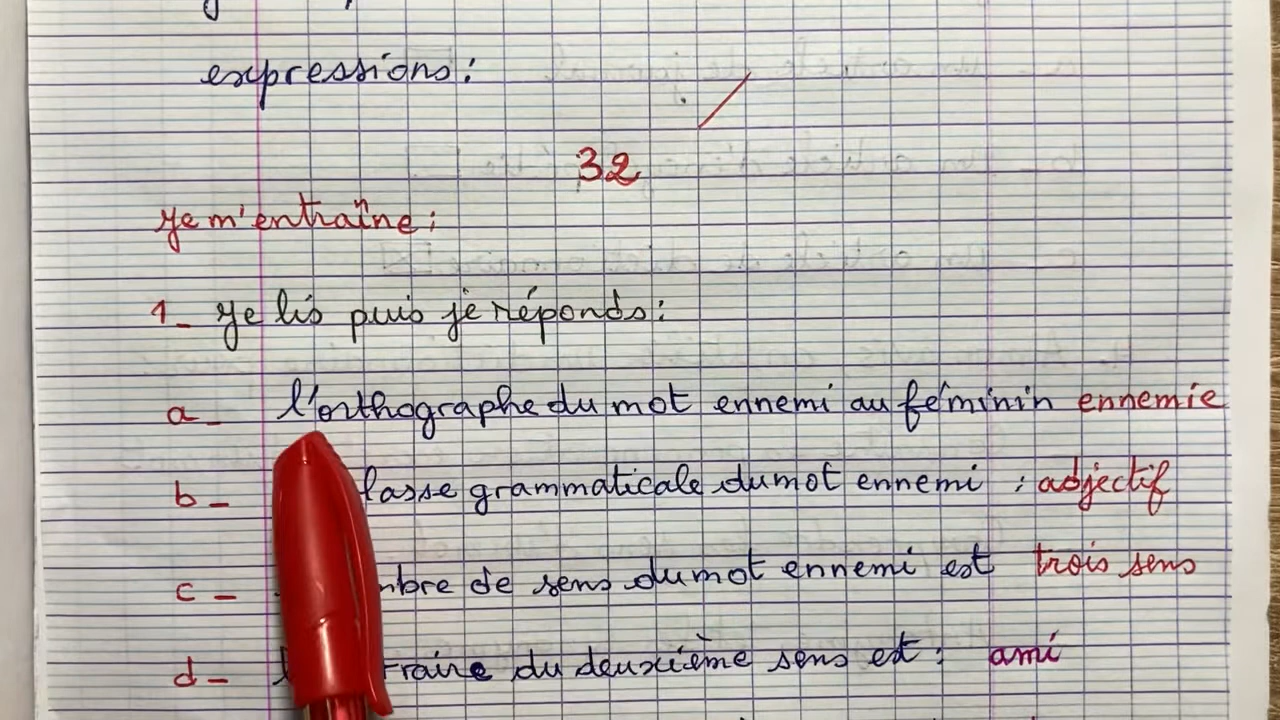 expressions:
32
Je m'entraîne:
1_ Je lis puis je réponds:
a_ l'orthographe du mot ennemi au féminin ennemie
b_ lasse grammaticale du mot ennemi : adjectif
c_ mbre de sens du mot ennemi est trois sens
d_ l traire du deuxième sens est: ami